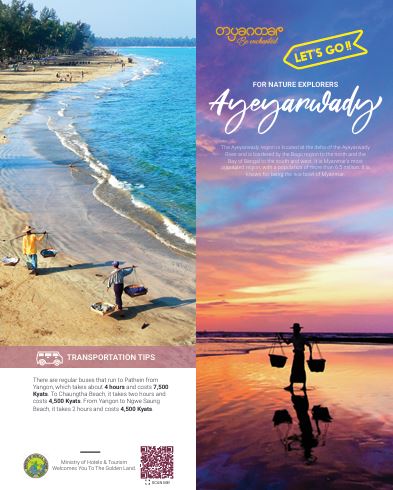 TRANSPORTATION TIPS
There are regular buses that run to Pathein from
Yangon, which takes about 4 hours and costs 7,500
Kyats. To Chaungtha Beach, it takes two hours and
costs 4,500 Kyats. From Yangon to Ngwe Saung
Beach, it takes 2 hours and costs 4,500 Kyats.
Ministry of Hotels & Tourism
Welcomes You To The Golden Land.
SCAN ME
myanmar
Be enchanted
LET'S GO !!
FOR NATURE EXPLORERS
Ayeyarwady
The Ayeyarwady region is located at the delta of the Ayeyarwady
River and is bordered by the Bago region to the north and the
Bay of Bengal to the south and west. It is Myanmar's most
populated region, with a population of more than 6.5 million. It is
known for being the rice bowl of Myanmar.